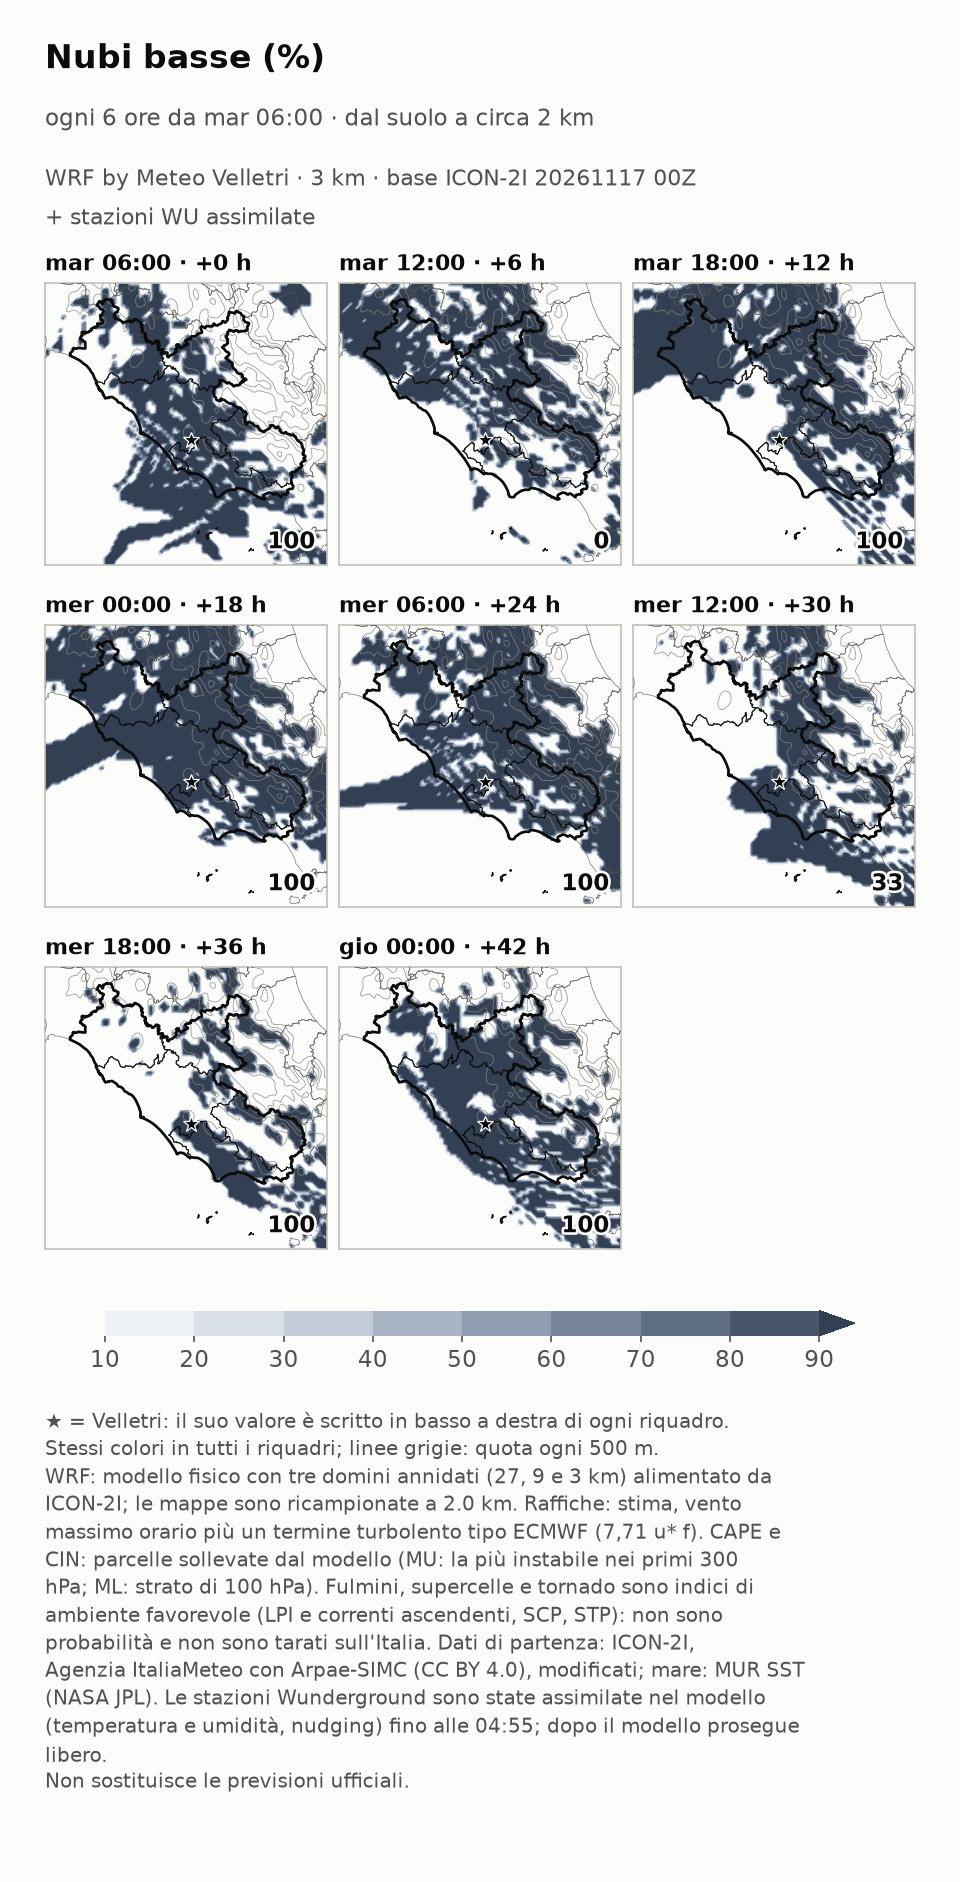 Nubi basse (%)
ogni 6 ore da mar 06:00 · dal suolo a circa 2 km
WRF by Meteo Velletri · 3 km · base ICON-2I 20261117 00Z
+ stazioni WU assimilate
mar 06:00 · +0 h
mar 12:00 · +6 h
mar 18:00 · +12 h
100
0
100
mer 00:00 · +18 h
mer 06:00 · +24 h
mer 12:00 · +30 h
100
100
33
mer 18:00 · +36 h
gio 00:00 · +42 h
100
100
10 20 30 40 50 60 70 80 90
★ = Velletri: il suo valore è scritto in basso a destra di ogni riquadro.
Stessi colori in tutti i riquadri; linee grigie: quota ogni 500 m.
WRF: modello fisico con tre domini annidati (27, 9 e 3 km) alimentato da
ICON-2I; le mappe sono ricampionate a 2.0 km. Raffiche: stima, vento
massimo orario più un termine turbolento tipo ECMWF (7,71 u* f). CAPE e
CIN: parcelle sollevate dal modello (MU: la più instabile nei primi 300
hPa; ML: strato di 100 hPa). Fulmini, supercelle e tornado sono indici di
ambiente favorevole (LPI e correnti ascendenti, SCP, STP): non sono
probabilità e non sono tarati sull'Italia. Dati di partenza: ICON-2I,
Agenzia ItaliaMeteo con Arpae-SIMC (CC BY 4.0), modificati; mare: MUR SST
(NASA JPL). Le stazioni Wunderground sono state assimilate nel modello
(temperatura e umidità, nudging) fino alle 04:55; dopo il modello prosegue
libero.
Non sostituisce le previsioni ufficiali.